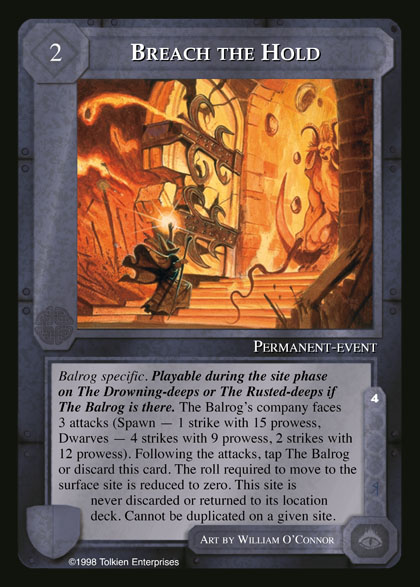 2
BREACH THE HOLD
PERMANENT-EVENT
Balrog specific. Playable during the site phase
on The Drowning-deeps or The Rusted-deeps if
The Balrog is there. The Balrog’s company faces
3 attacks (Spawn — 1 strike with 15 prowess,
Dwarves — 4 strikes with 9 prowess, 2 strikes with
12 prowess). Following the attacks, tap The Balrog
or discard this card. The roll required to move to the
surface site is reduced to zero. This site is
never discarded or returned to its location
deck. Cannot be duplicated on a given site.
4
ART BY WILLIAM O’CONNOR
©1998 Tolkien Enterprises